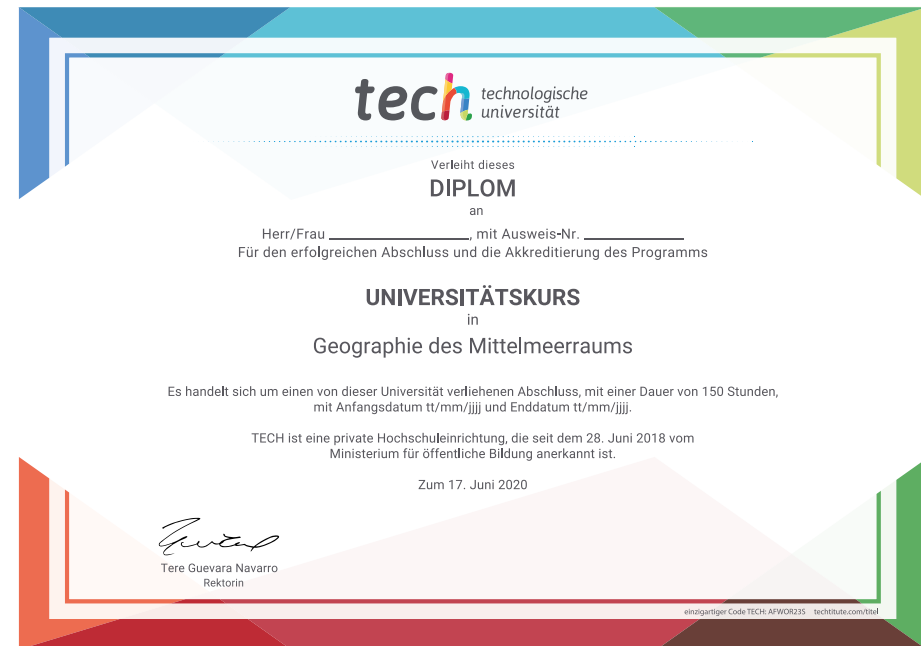 tech technologische
universität
Verleiht dieses
DIPLOM
an
Herr/Frau ____________________, mit Ausweis-Nr. ______________
Für den erfolgreichen Abschluss und die Akkreditierung des Programms
UNIVERSITÄTSKURS
in
Geographie des Mittelmeerraums
Es handelt sich um einen von dieser Universität verliehenen Abschluss, mit einer Dauer von 150 Stunden,
mit Anfangsdatum tt/mm/jjjj und Enddatum tt/mm/jjjj.
TECH ist eine private Hochschuleinrichtung, die seit dem 28. Juni 2018 vom
Ministerium für öffentliche Bildung anerkannt ist.
Zum 17. Juni 2020
Tere Guevara Navarro
Rektorin
einzigartiger Code TECH: AFWOR23S techtitute.com/titel